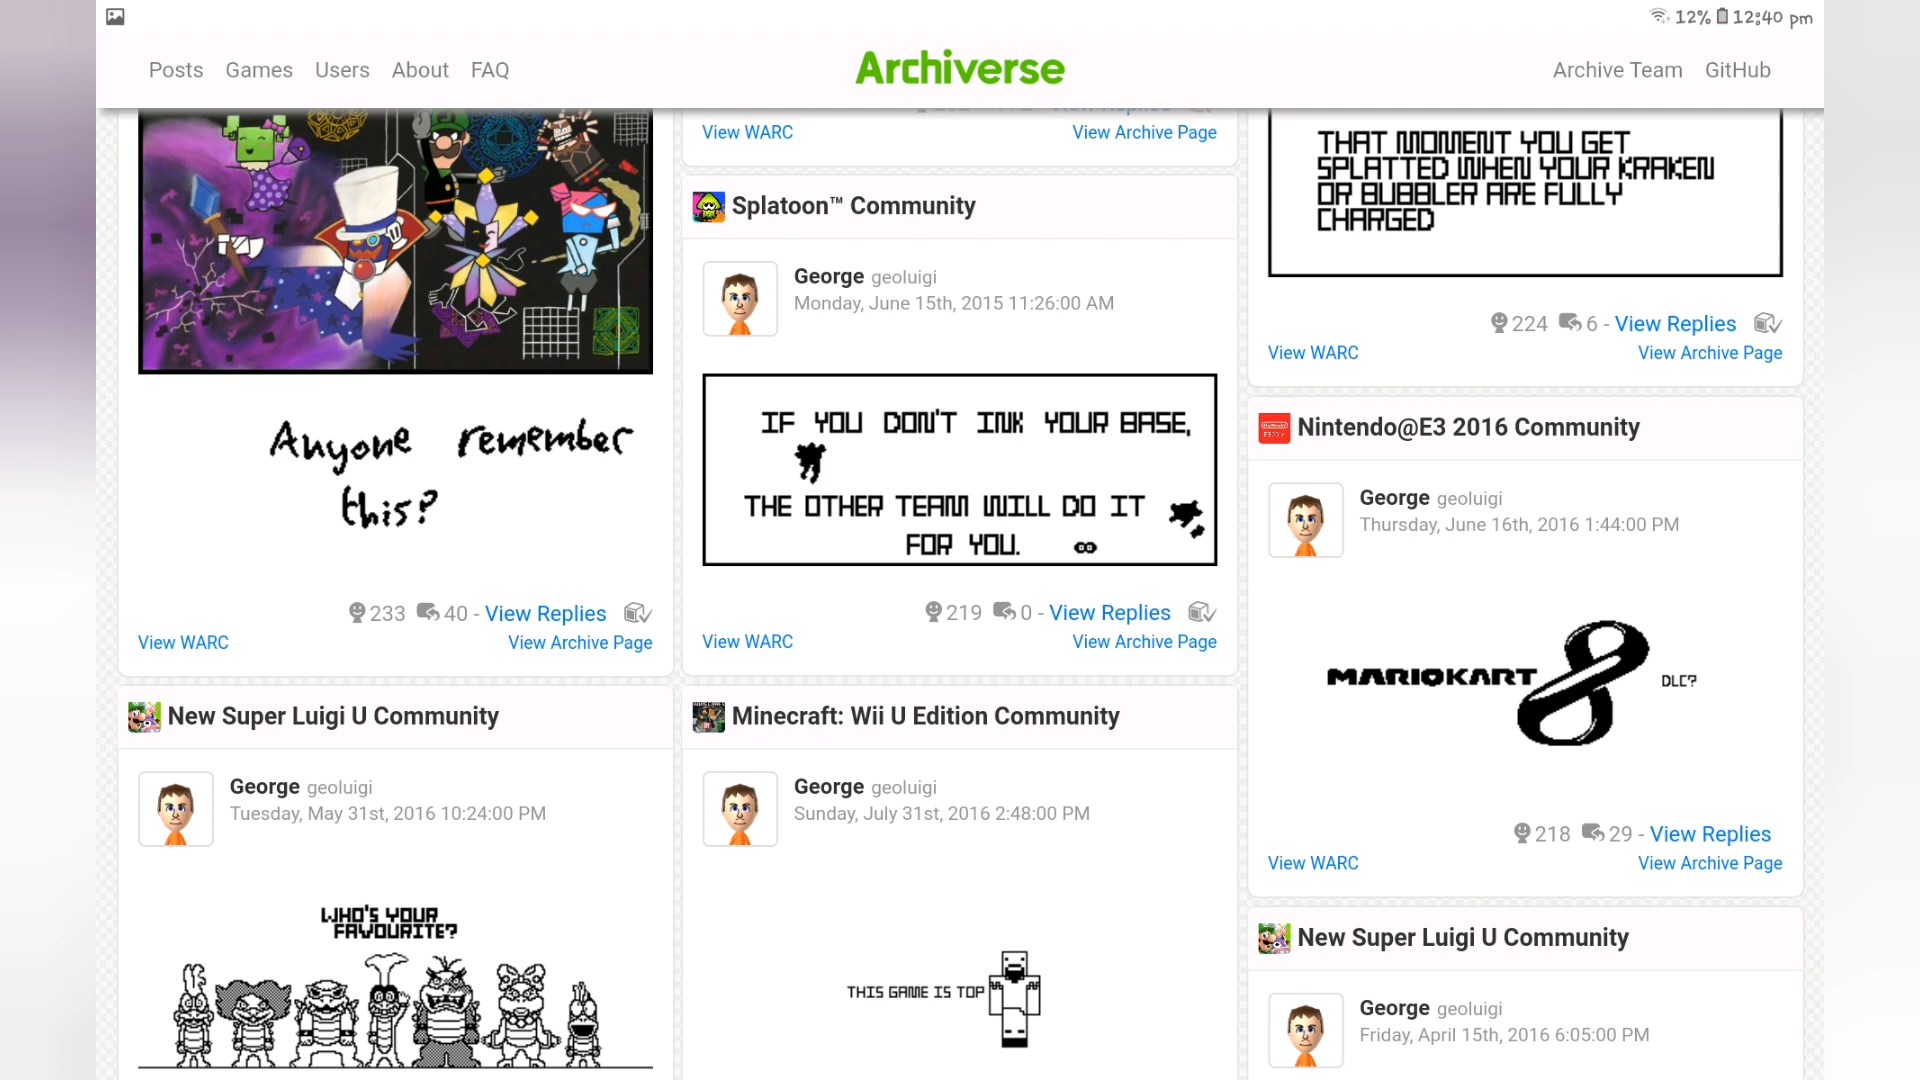 12% 12:40 pm
Posts Games Users About FAQ
Archiverse
Archive Team GitHub
Anyone remember
this?
233 40 - View Replies
View WARC View Archive Page
New Super Luigi U Community
George geoluigi
Tuesday, May 31st, 2016 10:24:00 PM
WHO'S YOUR
FAVOURITE?
View WARC View Archive Page
Splatoon™ Community
George geoluigi
Monday, June 15th, 2015 11:26:00 AM
IF YOU DON'T INK YOUR BASE,
THE OTHER TEAM WILL DO IT
FOR YOU.
219 0 - View Replies
View WARC View Archive Page
Minecraft: Wii U Edition Community
George geoluigi
Sunday, July 31st, 2016 2:48:00 PM
THIS GAME IS TOP
THAT MOMENT YOU GET
SPLATTED WHEN YOUR KRAKEN
OR BUBBLER ARE FULLY
CHARGED
224 6 - View Replies
View WARC View Archive Page
Nintendo@E3 2016 Community
George geoluigi
Thursday, June 16th, 2016 1:44:00 PM
MARIOKART 8 DLC?
218 29 - View Replies
View WARC View Archive Page
New Super Luigi U Community
George geoluigi
Friday, April 15th, 2016 6:05:00 PM